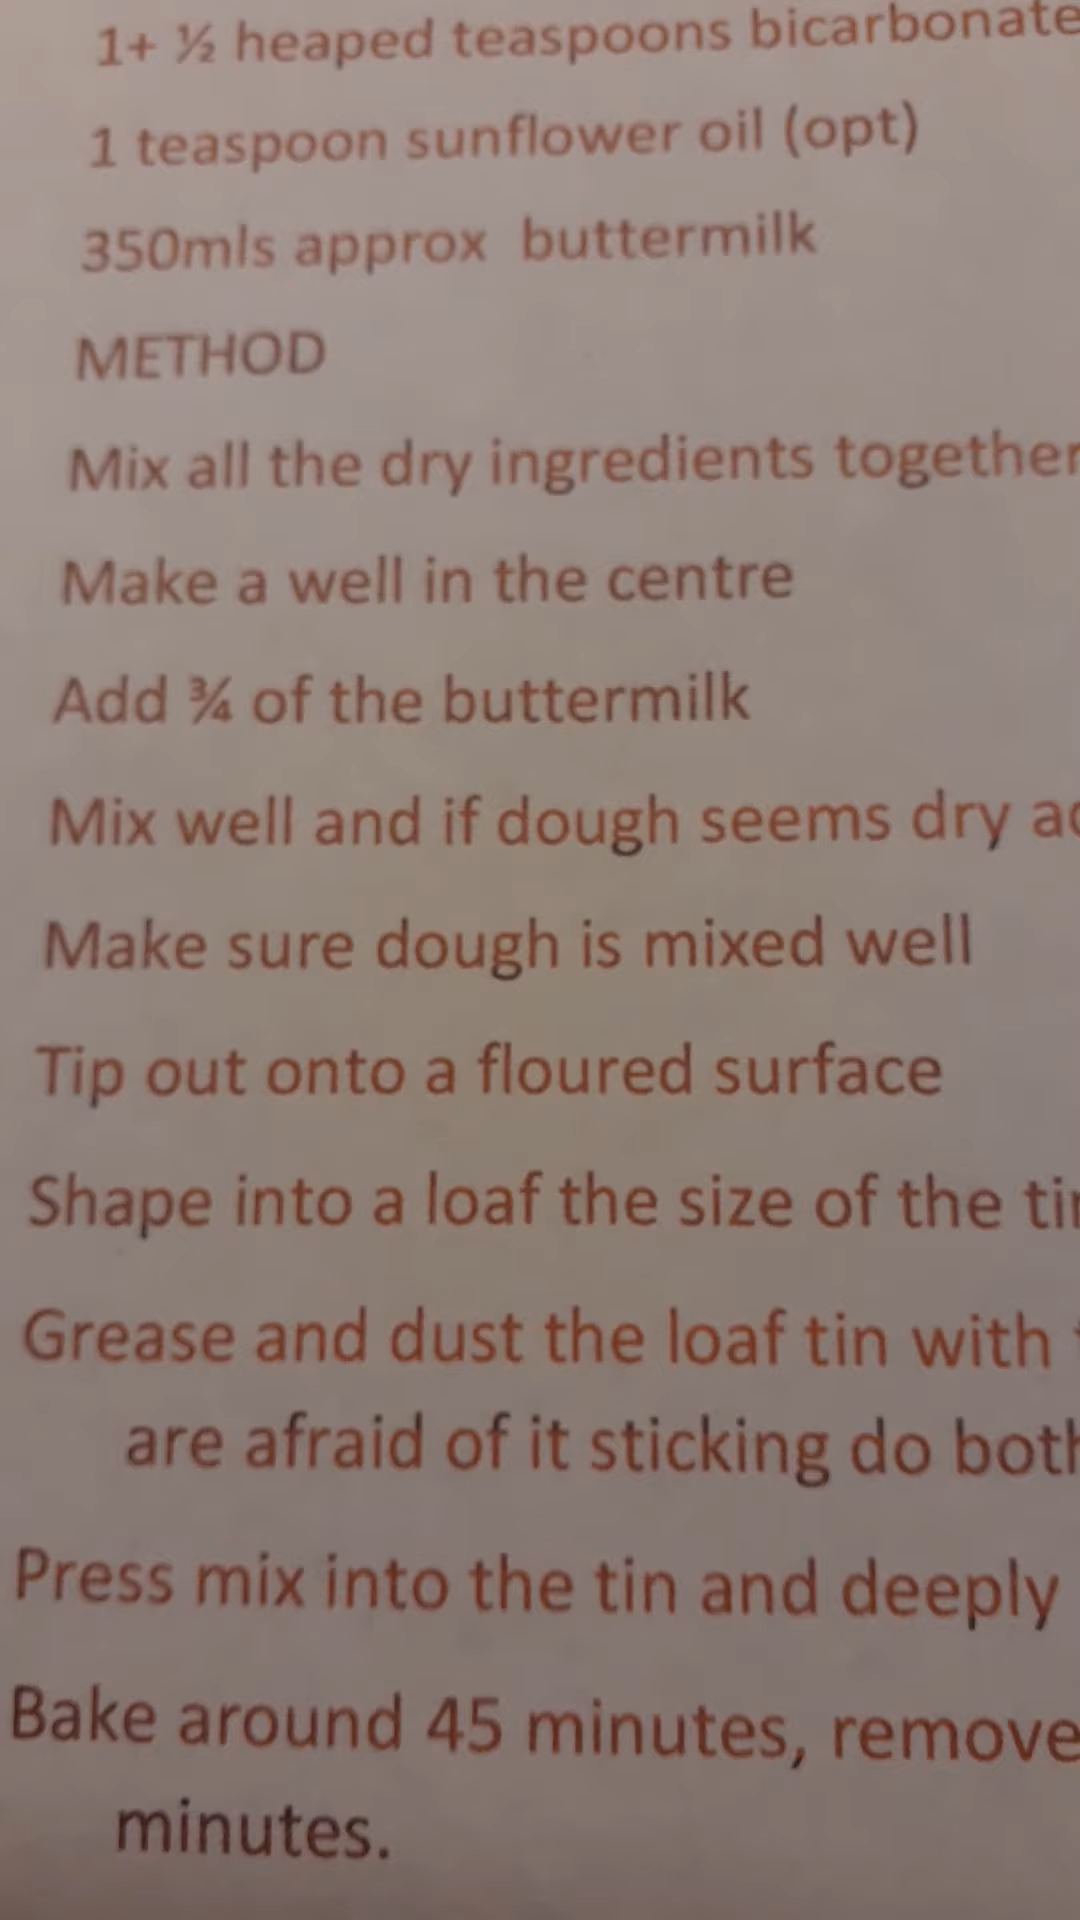 1+ ½ heaped teaspoons bicarbonate
1 teaspoon sunflower oil (opt)
350mls approx buttermilk
METHOD
Mix all the dry ingredients together
Make a well in the centre
Add ¾ of the buttermilk
Mix well and if dough seems dry
Make sure dough is mixed well
Tip out onto a floured surface
Shape into a loaf the size of the
Grease and dust the loaf tin with
are afraid of it sticking do both
Press mix into the tin and deeply
Bake around 45 minutes, remove
minutes.